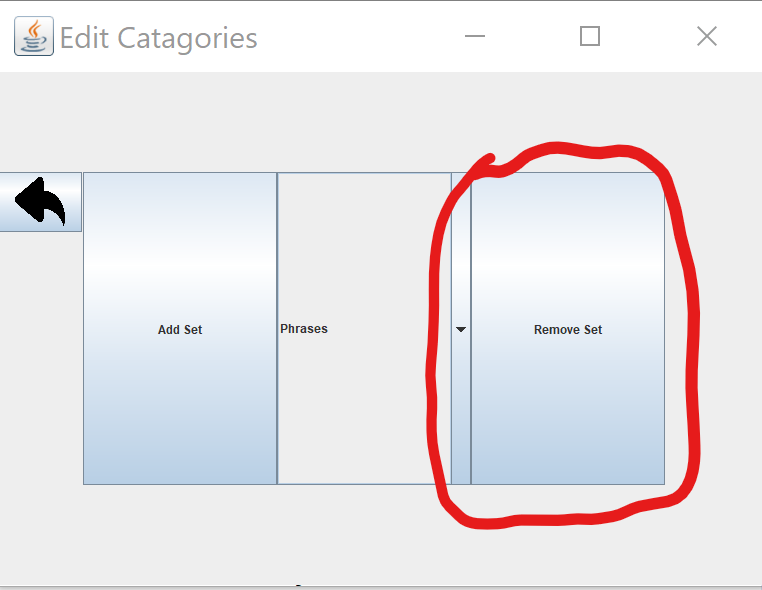 Edit Catagories
Add Set
Phrases
Remove Set